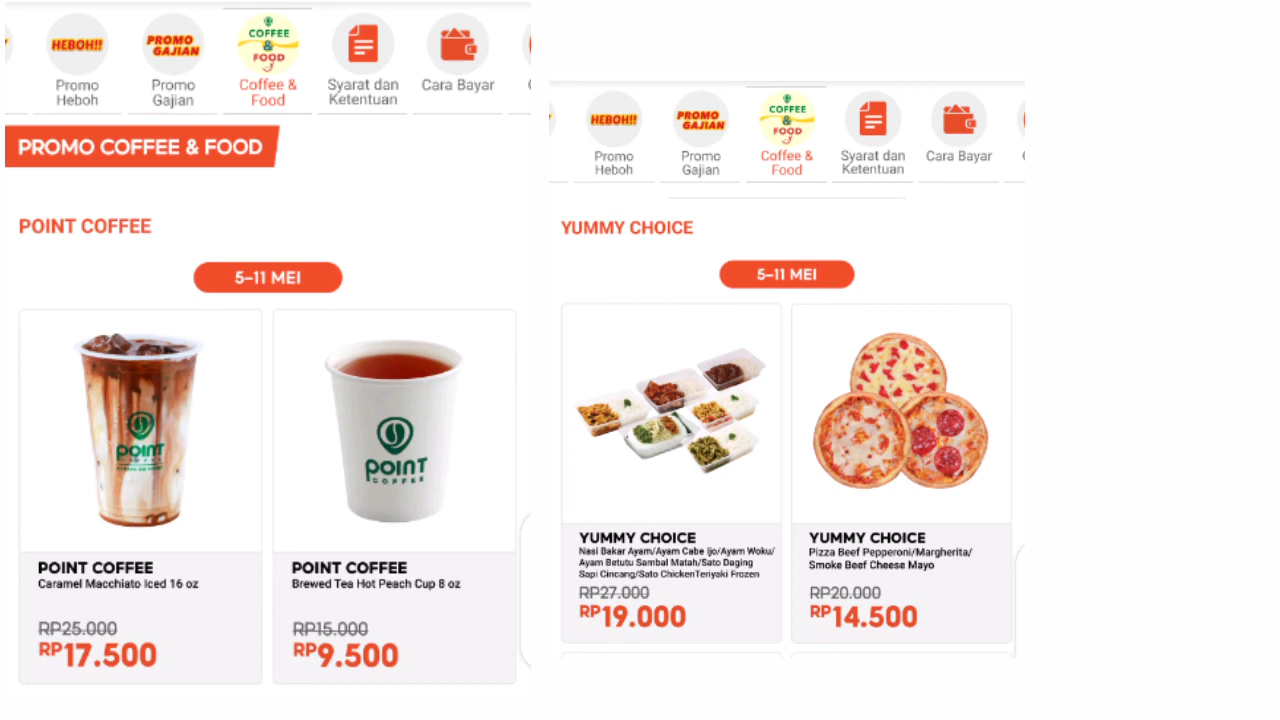 HEBOH!!
Promo
Heboh
PROMO
GAJIAN
Promo
Gajian
COFFEE
&
FOOD
Coffee &
Food
Syarat dan
Ketentuan
Cara Bayar
PROMO COFFEE & FOOD
POINT COFFEE
5–11 MEI
POINT
POINT COFFEE
Caramel Macchiato Iced 16 oz
RP25.000
RP17.500
POINT
COFFEE
POINT COFFEE
Brewed Tea Hot Peach Cup 8 oz
RP15.000
RP9.500
HEBOH!!
Promo
Heboh
PROMO
GAJIAN
Promo
Gajian
COFFEE
&
FOOD
Coffee &
Food
Syarat dan
Ketentuan
Cara Bayar
YUMMY CHOICE
5–11 MEI
YUMMY CHOICE
Nasi Bakar Ayam/Ayam Cabe Ijo/Ayam Woku/
Ayam Betutu Sambal Matah/Sato Daging
Sapi Cincang/Sato ChickenTeriyaki Frozen
RP27.000
RP19.000
YUMMY CHOICE
Pizza Beef Pepperoni/Margherita/
Smoke Beef Cheese Mayo
RP20.000
RP14.500